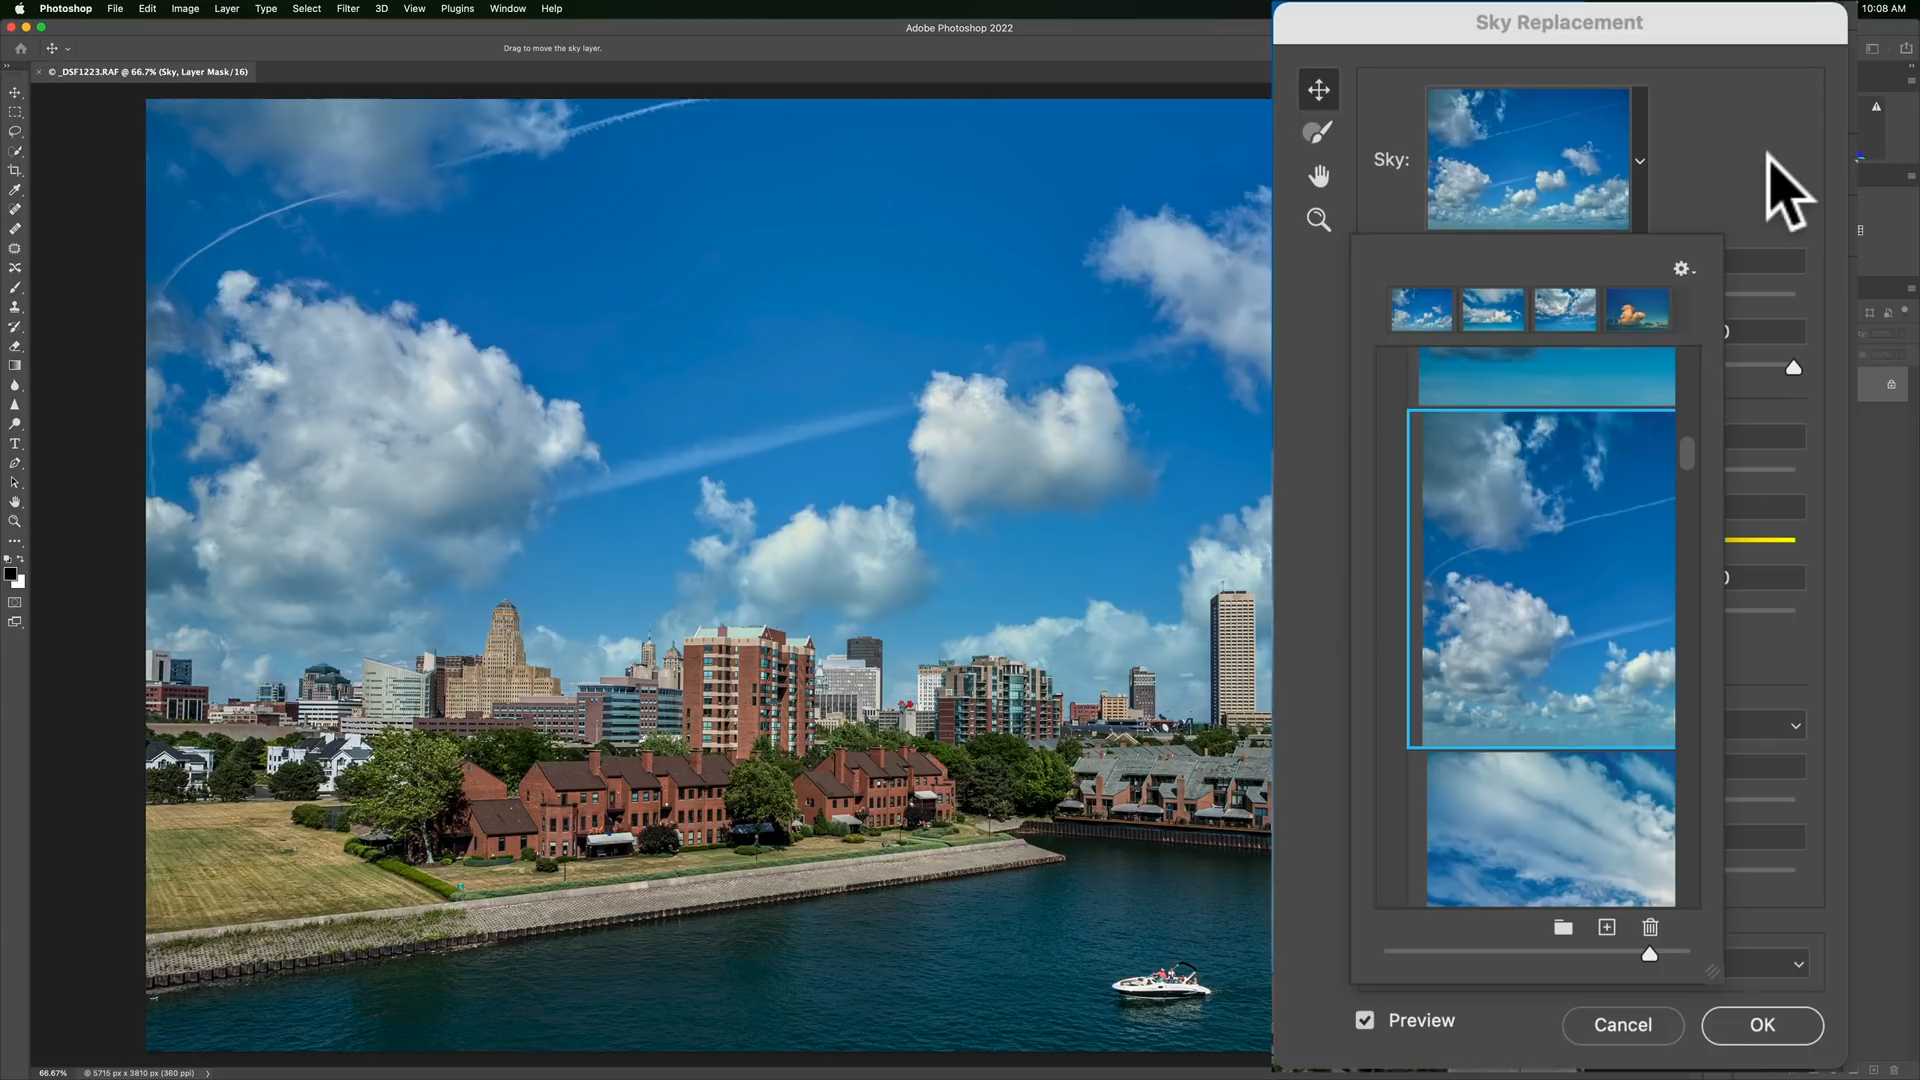 Photoshop File Edit Image Layer Type Select Filter 3D View Plugins Window Help
10:08 AM
Adobe Photoshop 2022
Drag to move the sky layer.
× © _DSF1223.RAF @ 66.7% (Sky, Layer Mask/16)
Sky Replacement
Sky:
Preview
Cancel
OK
66.67% © 5715 px x 3810 px (360 ppi)